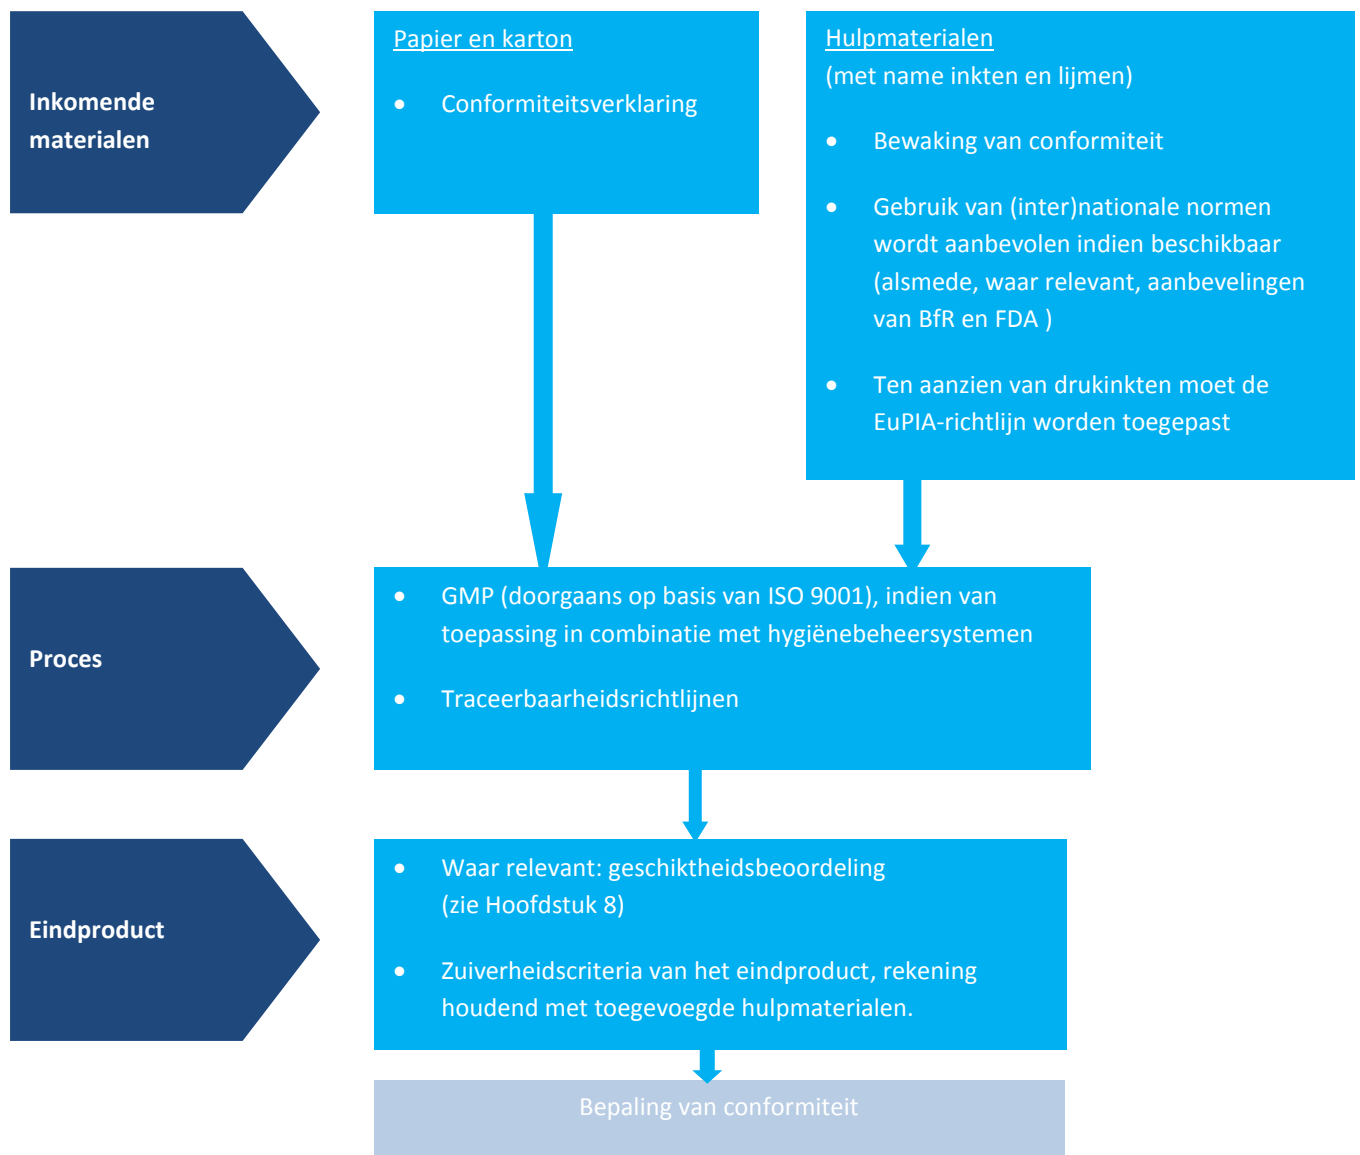 Inkomende
materialen
Papier en karton
• Conformiteitsverklaring
Hulpmaterialen
(met name inkten en lijmen)
• Bewaking van conformiteit
• Gebruik van (inter)nationale normen
wordt aanbevolen indien beschikbaar
(alsmede, waar relevant, aanbevelingen
van BfR en FDA )
• Ten aanzien van drukinkten moet de
EuPIA-richtlijn worden toegepast
Proces
• GMP (doorgaans op basis van ISO 9001), indien van
toepassing in combinatie met hygiënebeheersystemen
• Traceerbaarheidsrichtlijnen
Eindproduct
• Waar relevant: geschiktheidsbeoordeling
(zie Hoofdstuk 8)
• Zuiverheidscriteria van het eindproduct, rekening
houdend met toegevoegde hulpmaterialen.
Bepaling van conformiteit